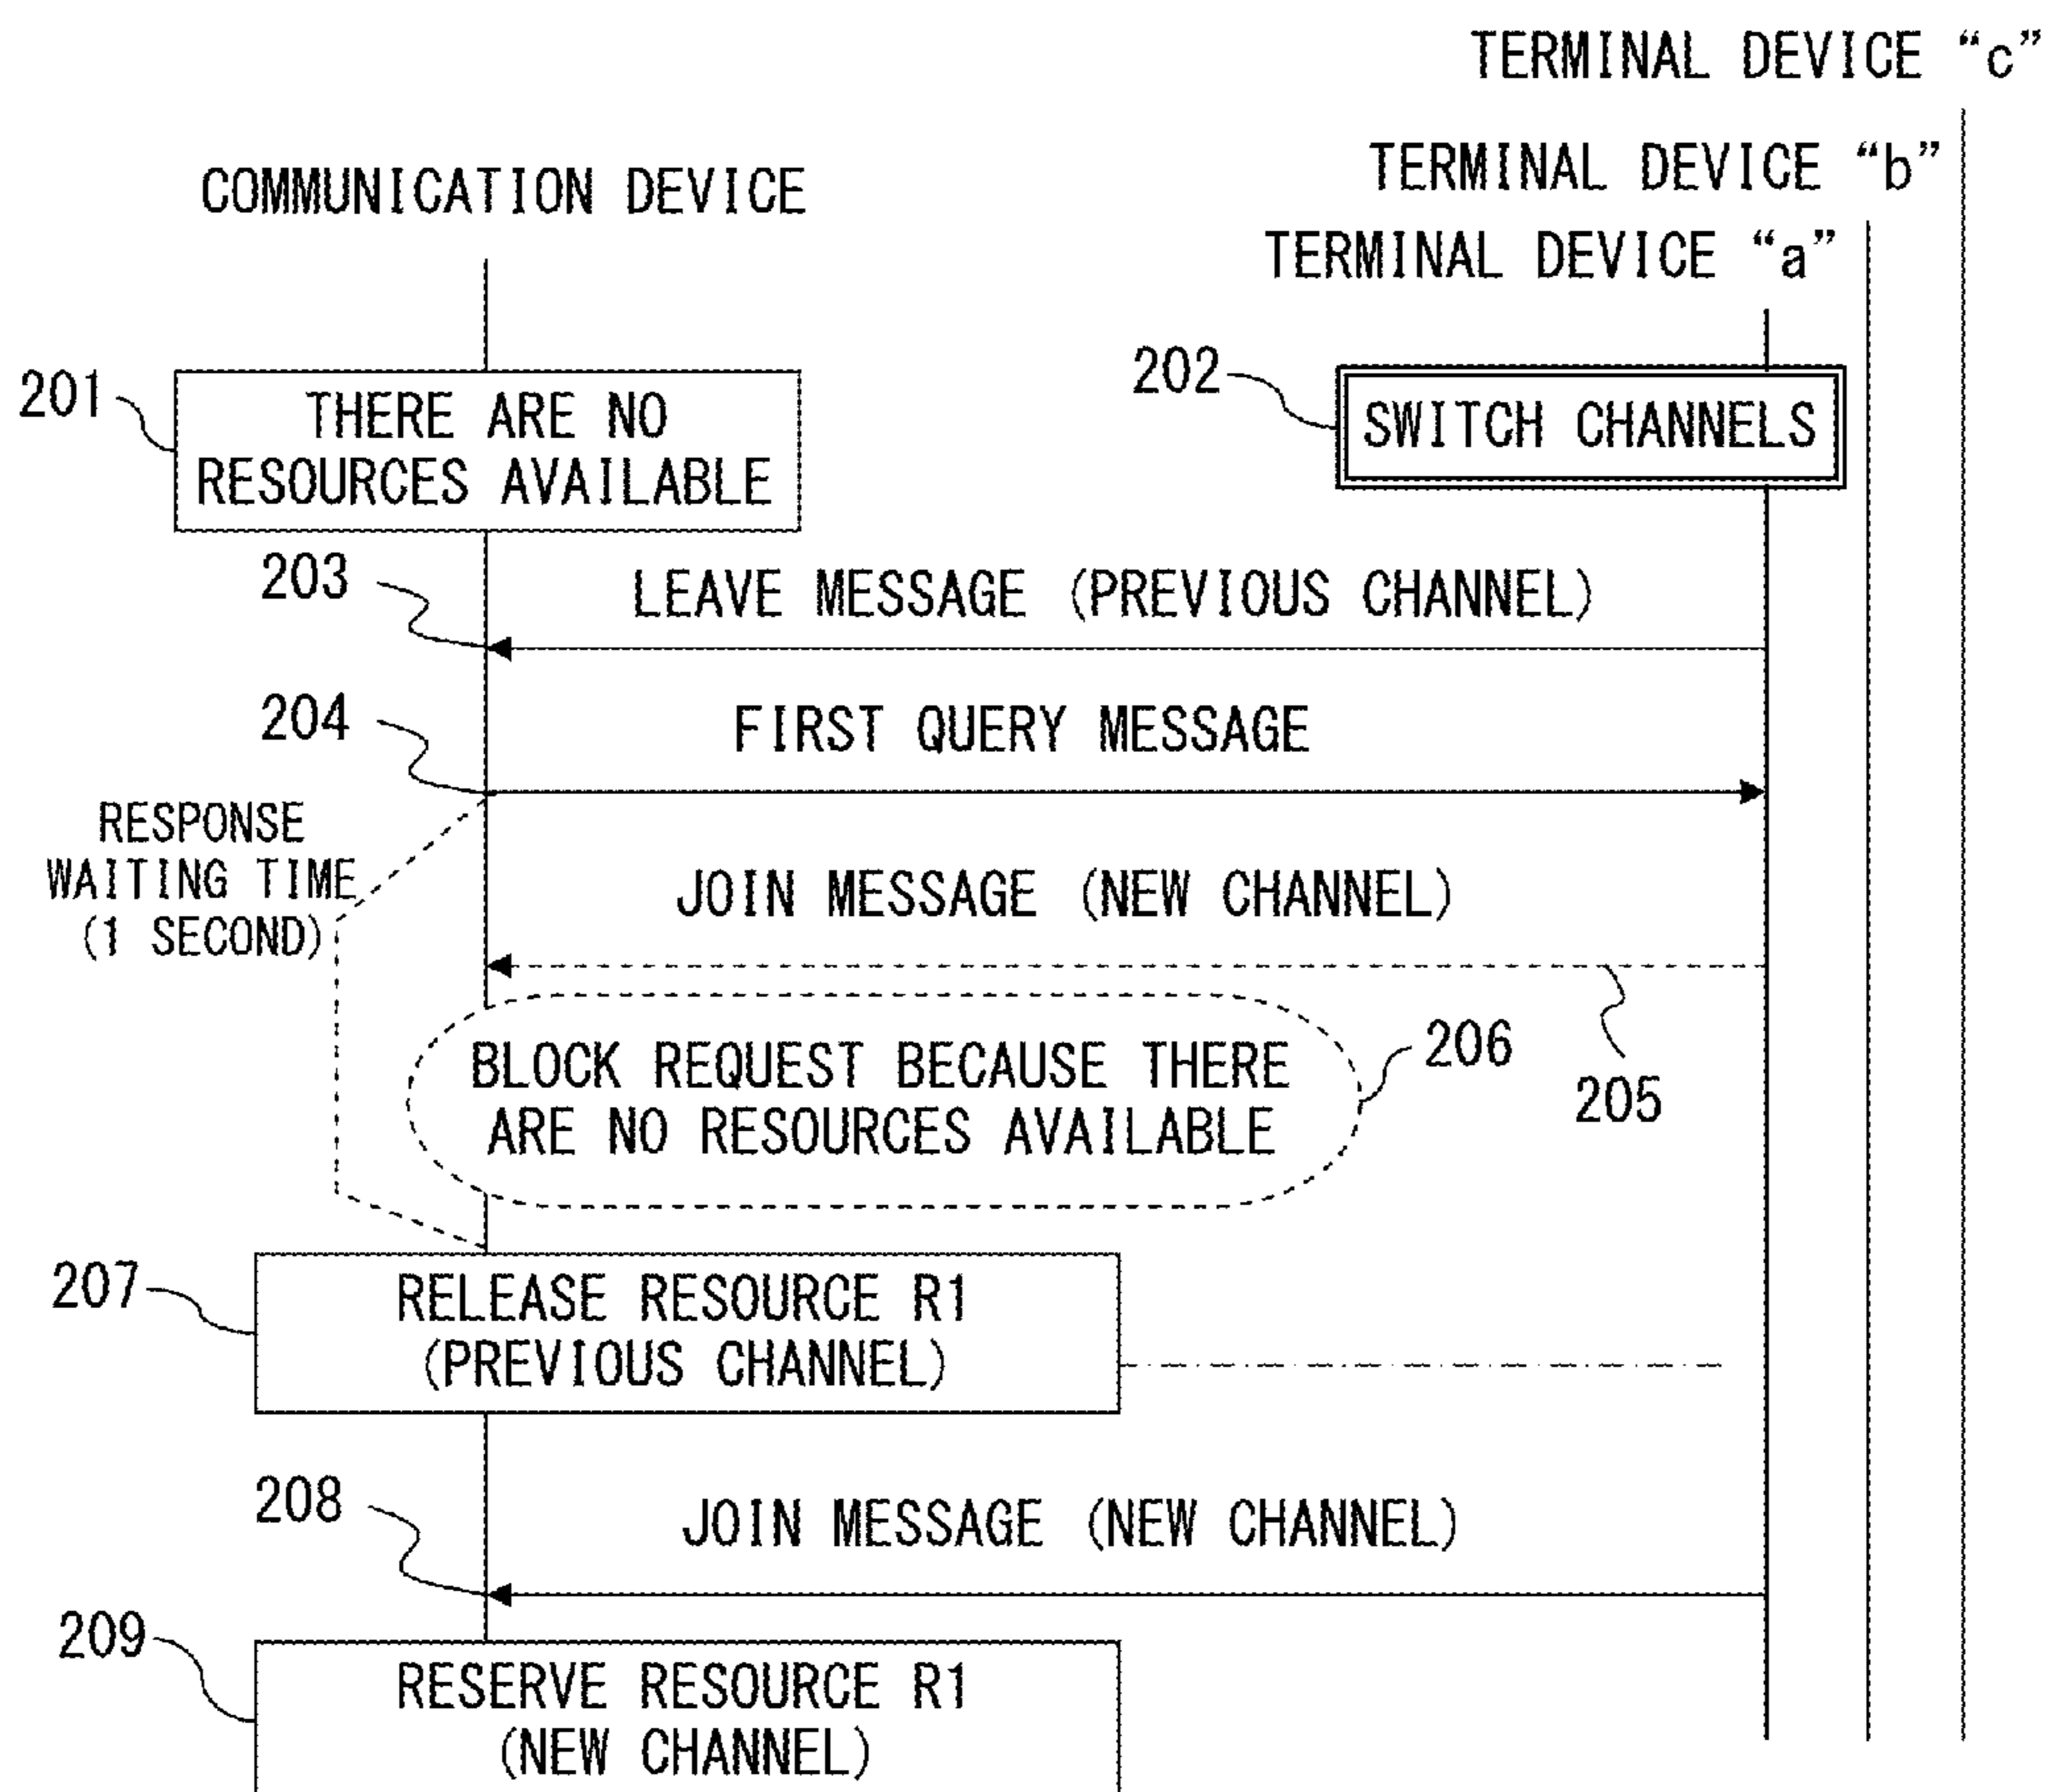 TERMINAL DEVICE “c”
TERMINAL DEVICE “b”
COMMUNICATION DEVICE
TERMINAL DEVICE “a”
201
THERE ARE NO
RESOURCES AVAILABLE
202
SWITCH CHANNELS
203
LEAVE MESSAGE (PREVIOUS CHANNEL)
204
FIRST QUERY MESSAGE
RESPONSE
WAITING TIME
(1 SECOND)
JOIN MESSAGE (NEW CHANNEL)
205
BLOCK REQUEST BECAUSE THERE
ARE NO RESOURCES AVAILABLE
206
207
RELEASE RESOURCE R1
(PREVIOUS CHANNEL)
208
JOIN MESSAGE (NEW CHANNEL)
209
RESERVE RESOURCE R1
(NEW CHANNEL)